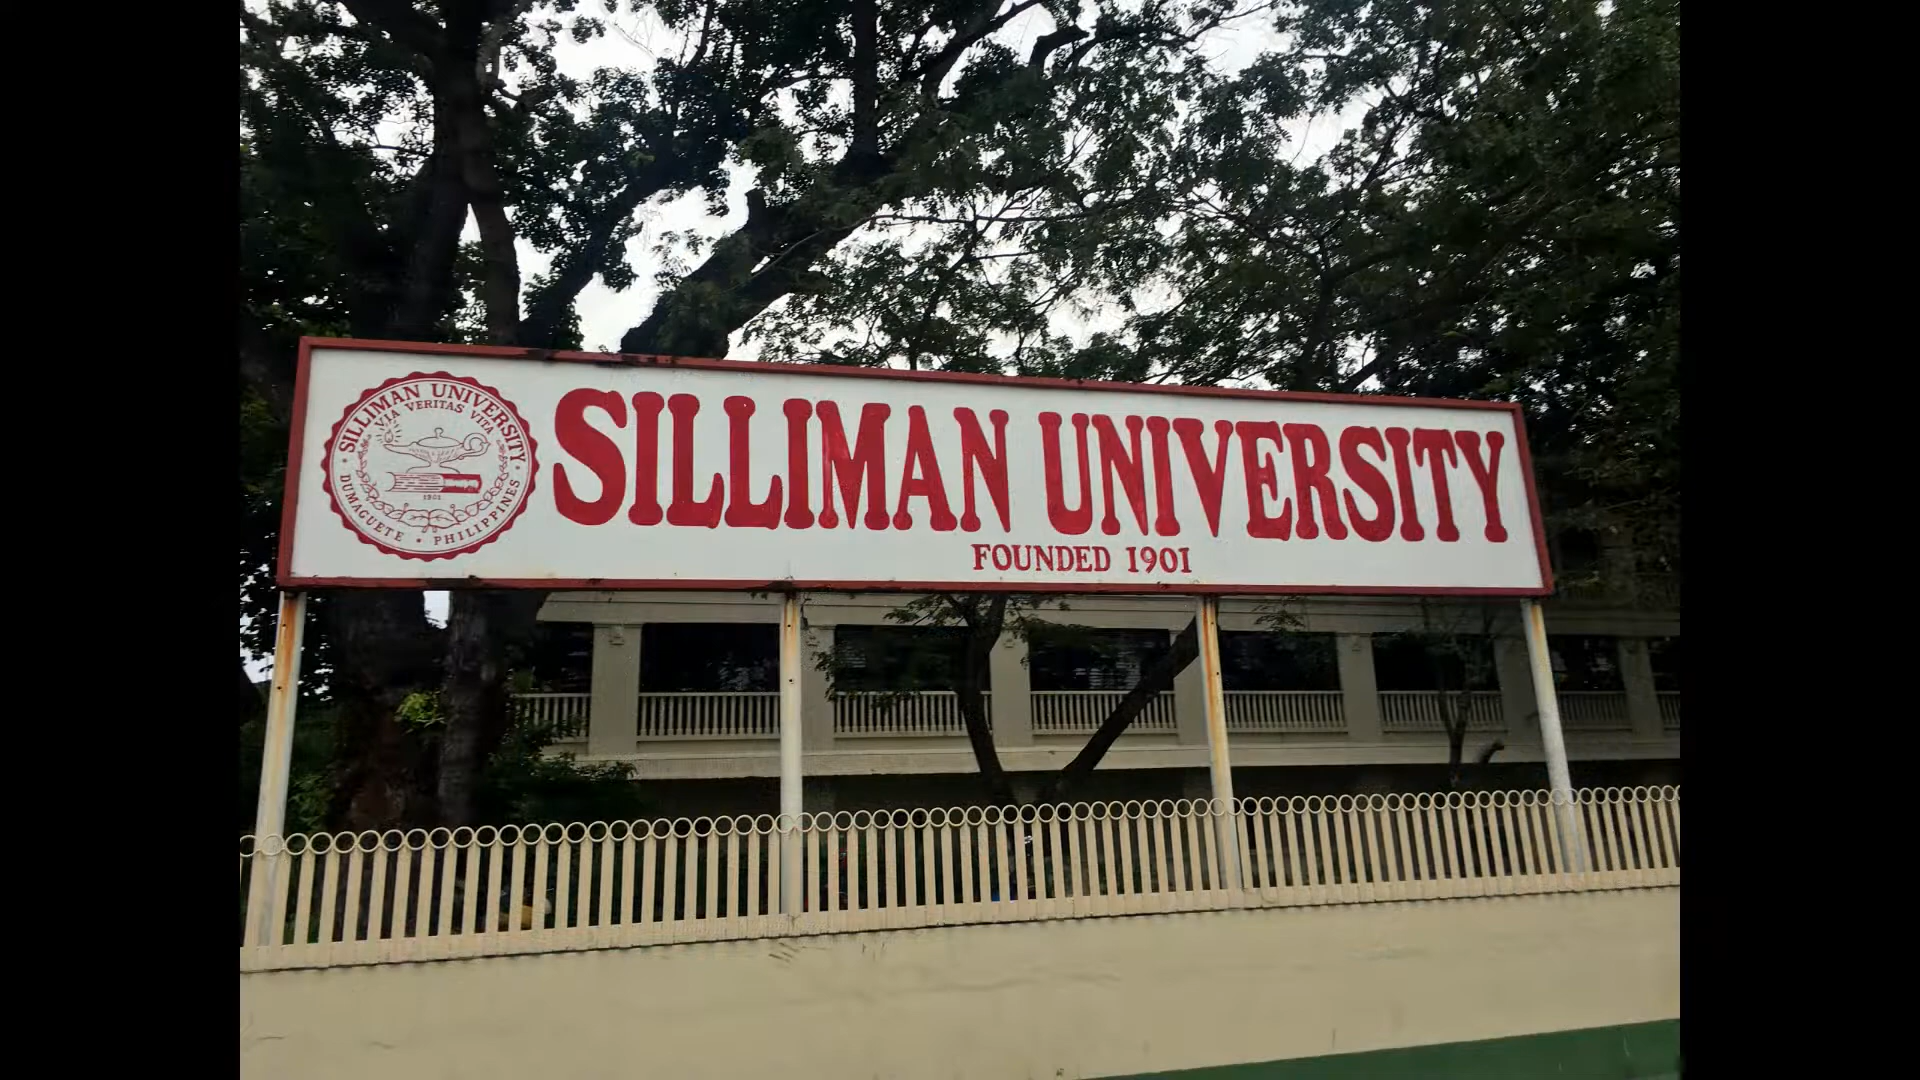 SILLIMAN UNIVERSITY
VIA VERITAS VITA
1901
DUMAGUETE • PHILIPPINES
SILLIMAN UNIVERSITY
FOUNDED 1901